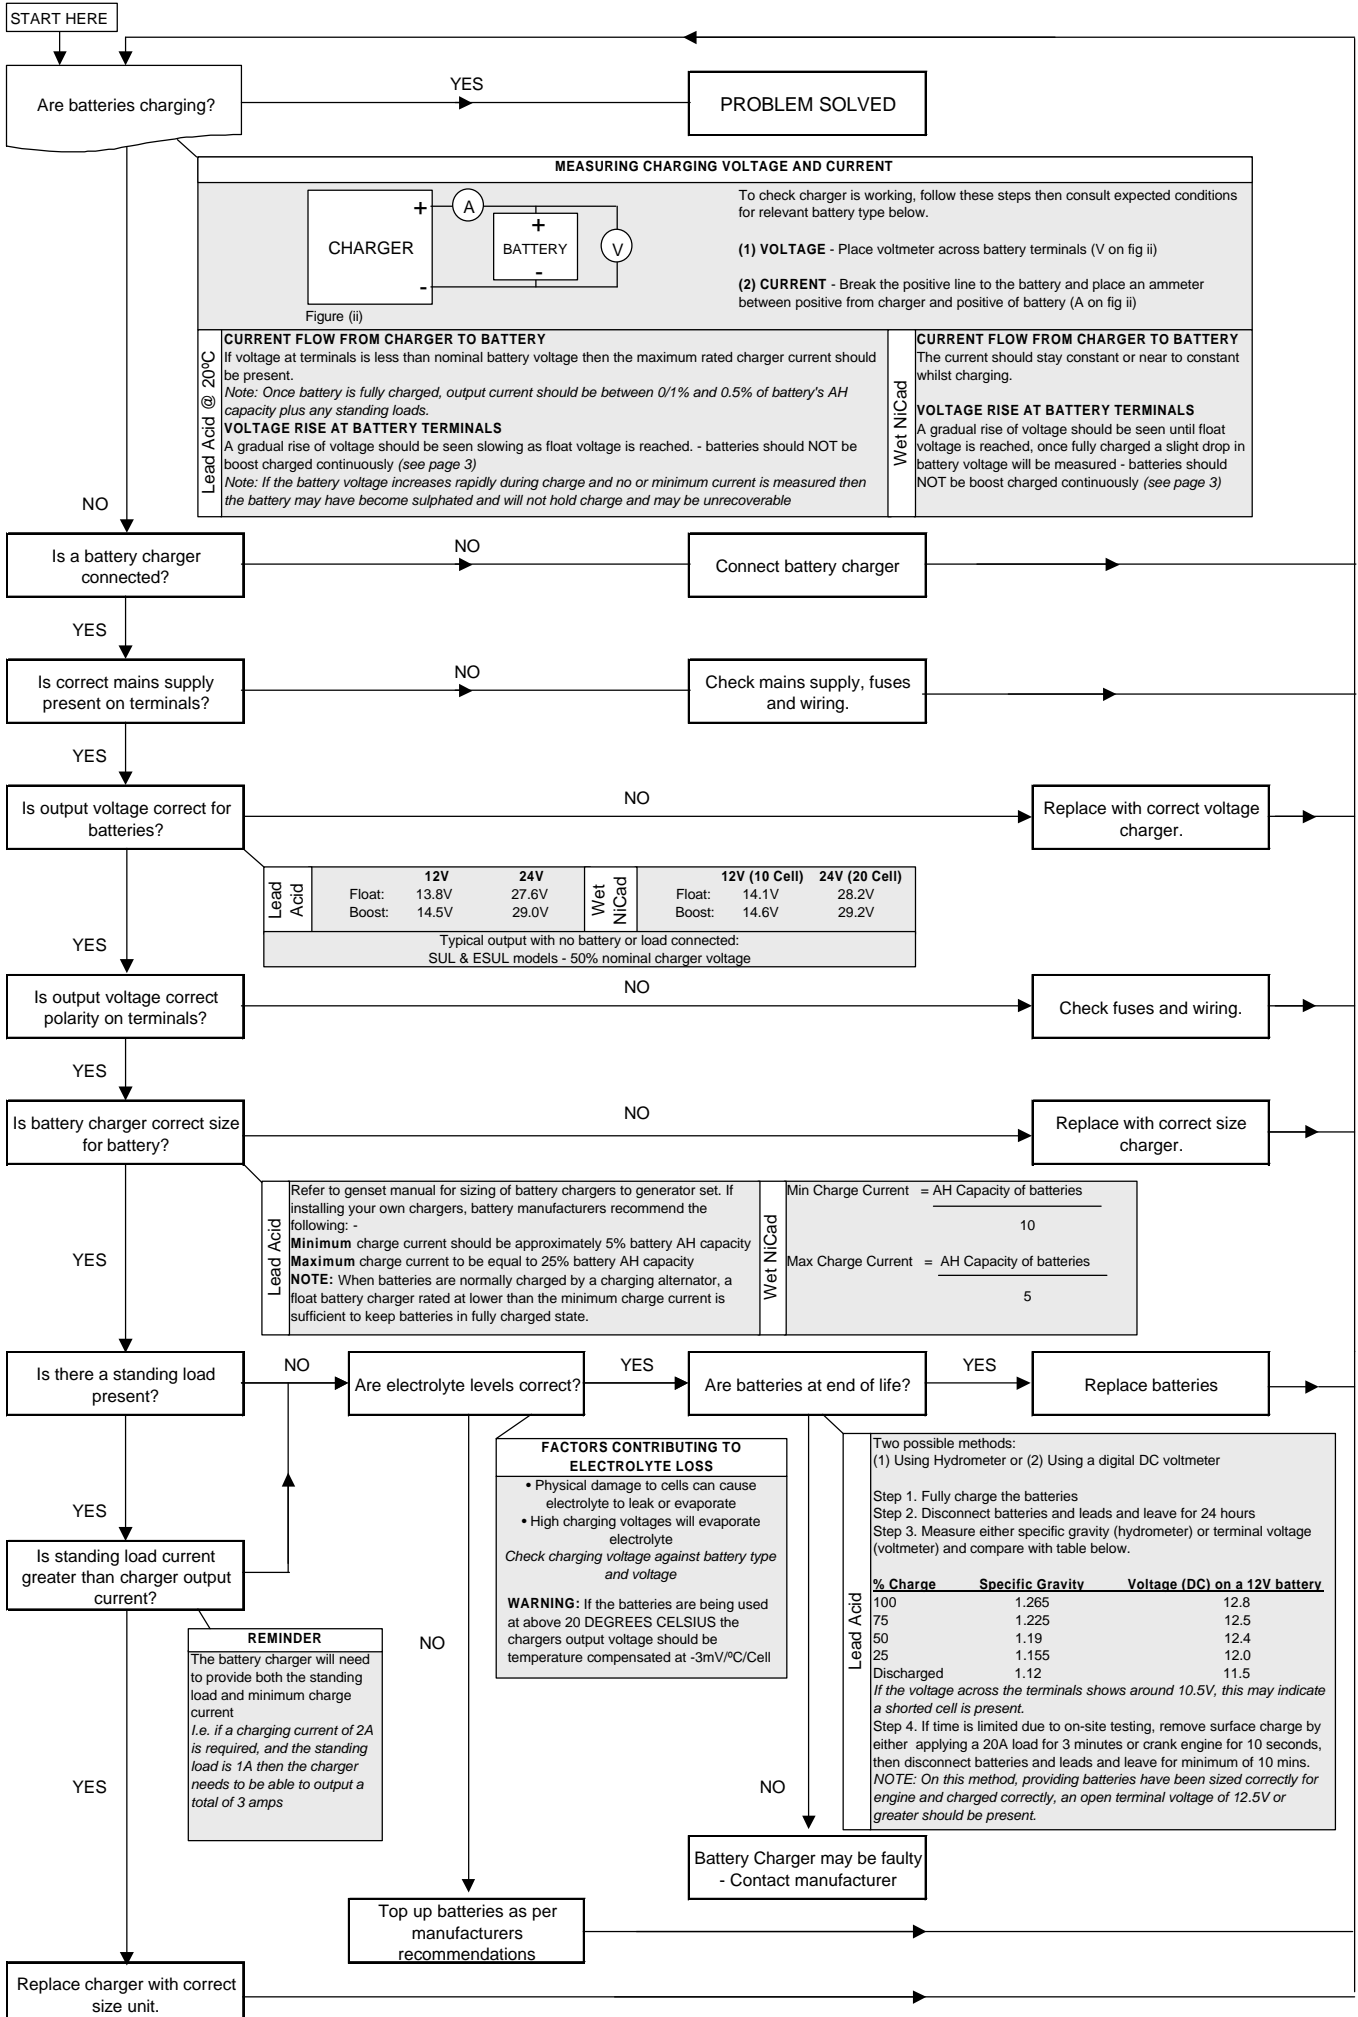 START HERE
Are batteries charging?
YES
PROBLEM SOLVED
MEASURING CHARGING VOLTAGE AND CURRENT
CHARGER
+
-
A
+
BATTERY
-
V
Figure (ii)
To check charger is working, follow these steps then consult expected conditions
for relevant battery type below.
(1) VOLTAGE - Place voltmeter across battery terminals (V on fig ii)
(2) CURRENT - Break the positive line to the battery and place an ammeter
between positive from charger and positive of battery (A on fig ii)
Lead Acid @ 20ºC
CURRENT FLOW FROM CHARGER TO BATTERY
If voltage at terminals is less than nominal battery voltage then the maximum rated charger current should
be present.
Note: Once battery is fully charged, output current should be between 0/1% and 0.5% of battery's AH
capacity plus any standing loads.
VOLTAGE RISE AT BATTERY TERMINALS
A gradual rise of voltage should be seen slowing as float voltage is reached. - batteries should NOT be
boost charged continuously (see page 3)
Note: If the battery voltage increases rapidly during charge and no or minimum current is measured then
the battery may have become sulphated and will not hold charge and may be unrecoverable
Wet NiCad
CURRENT FLOW FROM CHARGER TO BATTERY
The current should stay constant or near to constant
whilst charging.
VOLTAGE RISE AT BATTERY TERMINALS
A gradual rise of voltage should be seen until float
voltage is reached, once fully charged a slight drop in
battery voltage will be measured - batteries should
NOT be boost charged continuously (see page 3)
NO
Is a battery charger
connected?
NO
Connect battery charger
YES
Is correct mains supply
present on terminals?
NO
Check mains supply, fuses
and wiring.
YES
Is output voltage correct for
batteries?
NO
Replace with correct voltage
charger.
Lead
Acid
12V 24V
Float: 13.8V 27.6V
Boost: 14.5V 29.0V
Wet
NiCad
12V (10 Cell) 24V (20 Cell)
Float: 14.1V 28.2V
Boost: 14.6V 29.2V
Typical output with no battery or load connected:
SUL & ESUL models - 50% nominal charger voltage
YES
Is output voltage correct
polarity on terminals?
NO
Check fuses and wiring.
YES
Is battery charger correct size
for battery?
NO
Replace with correct size
charger.
Lead Acid
Refer to genset manual for sizing of battery chargers to generator set. If
installing your own chargers, battery manufacturers recommend the
following: -
Minimum charge current should be approximately 5% battery AH capacity
Maximum charge current to be equal to 25% battery AH capacity
NOTE: When batteries are normally charged by a charging alternator, a
float battery charger rated at lower than the minimum charge current is
sufficient to keep batteries in fully charged state.
Wet NiCad
Min Charge Current = AH Capacity of batteries
10
Max Charge Current = AH Capacity of batteries
5
YES
Is there a standing load
present?
NO
Are electrolyte levels correct?
YES
Are batteries at end of life?
YES
Replace batteries
FACTORS CONTRIBUTING TO
ELECTROLYTE LOSS
• Physical damage to cells can cause
electrolyte to leak or evaporate
• High charging voltages will evaporate
electrolyte
Check charging voltage against battery type
and voltage
WARNING: If the batteries are being used
at above 20 DEGREES CELSIUS the
chargers output voltage should be
temperature compensated at -3mV/ºC/Cell
Lead Acid
Two possible methods:
(1) Using Hydrometer or (2) Using a digital DC voltmeter
Step 1. Fully charge the batteries
Step 2. Disconnect batteries and leads and leave for 24 hours
Step 3. Measure either specific gravity (hydrometer) or terminal voltage
(voltmeter) and compare with table below.
% Charge Specific Gravity Voltage (DC) on a 12V battery
100 1.265 12.8
75 1.225 12.5
50 1.19 12.4
25 1.155 12.0
Discharged 1.12 11.5
If the voltage across the terminals shows around 10.5V, this may indicate
a shorted cell is present.
Step 4. If time is limited due to on-site testing, remove surface charge by
either applying a 20A load for 3 minutes or crank engine for 10 seconds,
then disconnect batteries and leads and leave for minimum of 10 mins.
NOTE: On this method, providing batteries have been sized correctly for
engine and charged correctly, an open terminal voltage of 12.5V or
greater should be present.
YES
Is standing load current
greater than charger output
current?
REMINDER
The battery charger will need
to provide both the standing
load and minimum charge
current
I.e. if a charging current of 2A
is required, and the standing
load is 1A then the charger
needs to be able to output a
total of 3 amps
NO
YES
NO
Battery Charger may be faulty
- Contact manufacturer
Top up batteries as per
manufacturers
recommendations
Replace charger with correct
size unit.